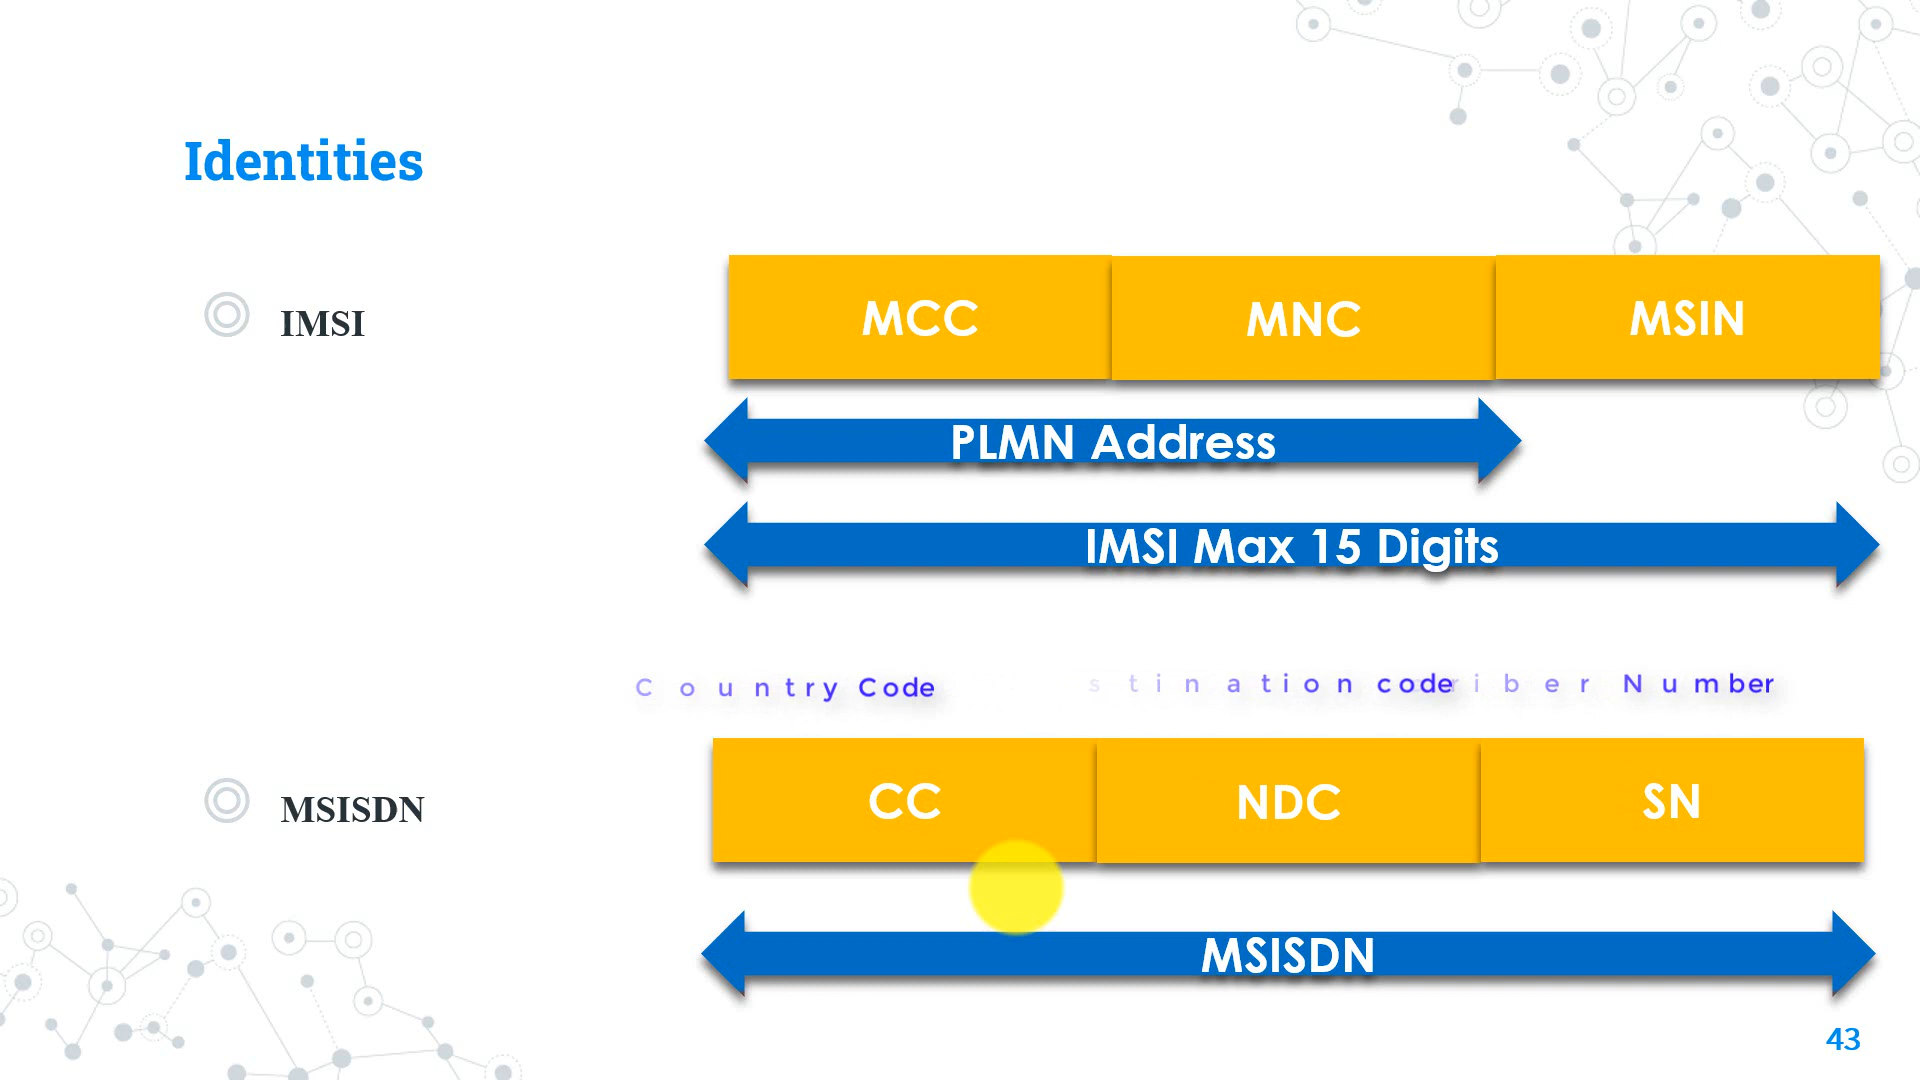 Identities
IMSI
MCC MNC MSIN
PLMN Address
IMSI Max 15 Digits
Country Code code Number
MSISDN
CC NDC SN
MSISDN
43